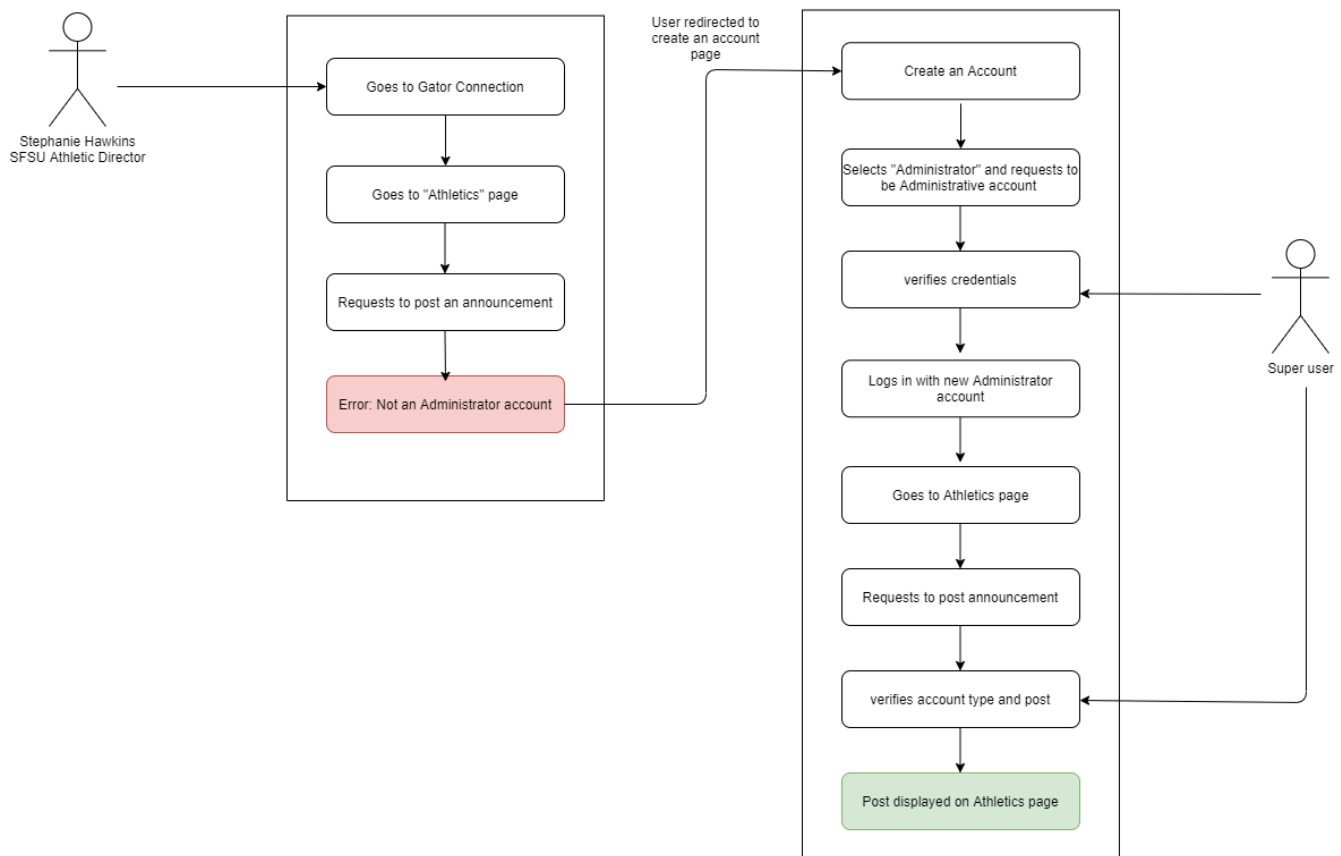 Stephanie Hawkins
SFSU Athletic Director
Goes to Gator Connection
Goes to "Athletics" page
Requests to post an announcement
Error: Not an Administrator account
User redirected to
create an account
page
Create an Account
Selects "Administrator" and requests to
be Administrative account
verifies credentials
Logs in with new Administrator
account
Goes to Athletics page
Requests to post announcement
verifies account type and post
Post displayed on Athletics page
Super user